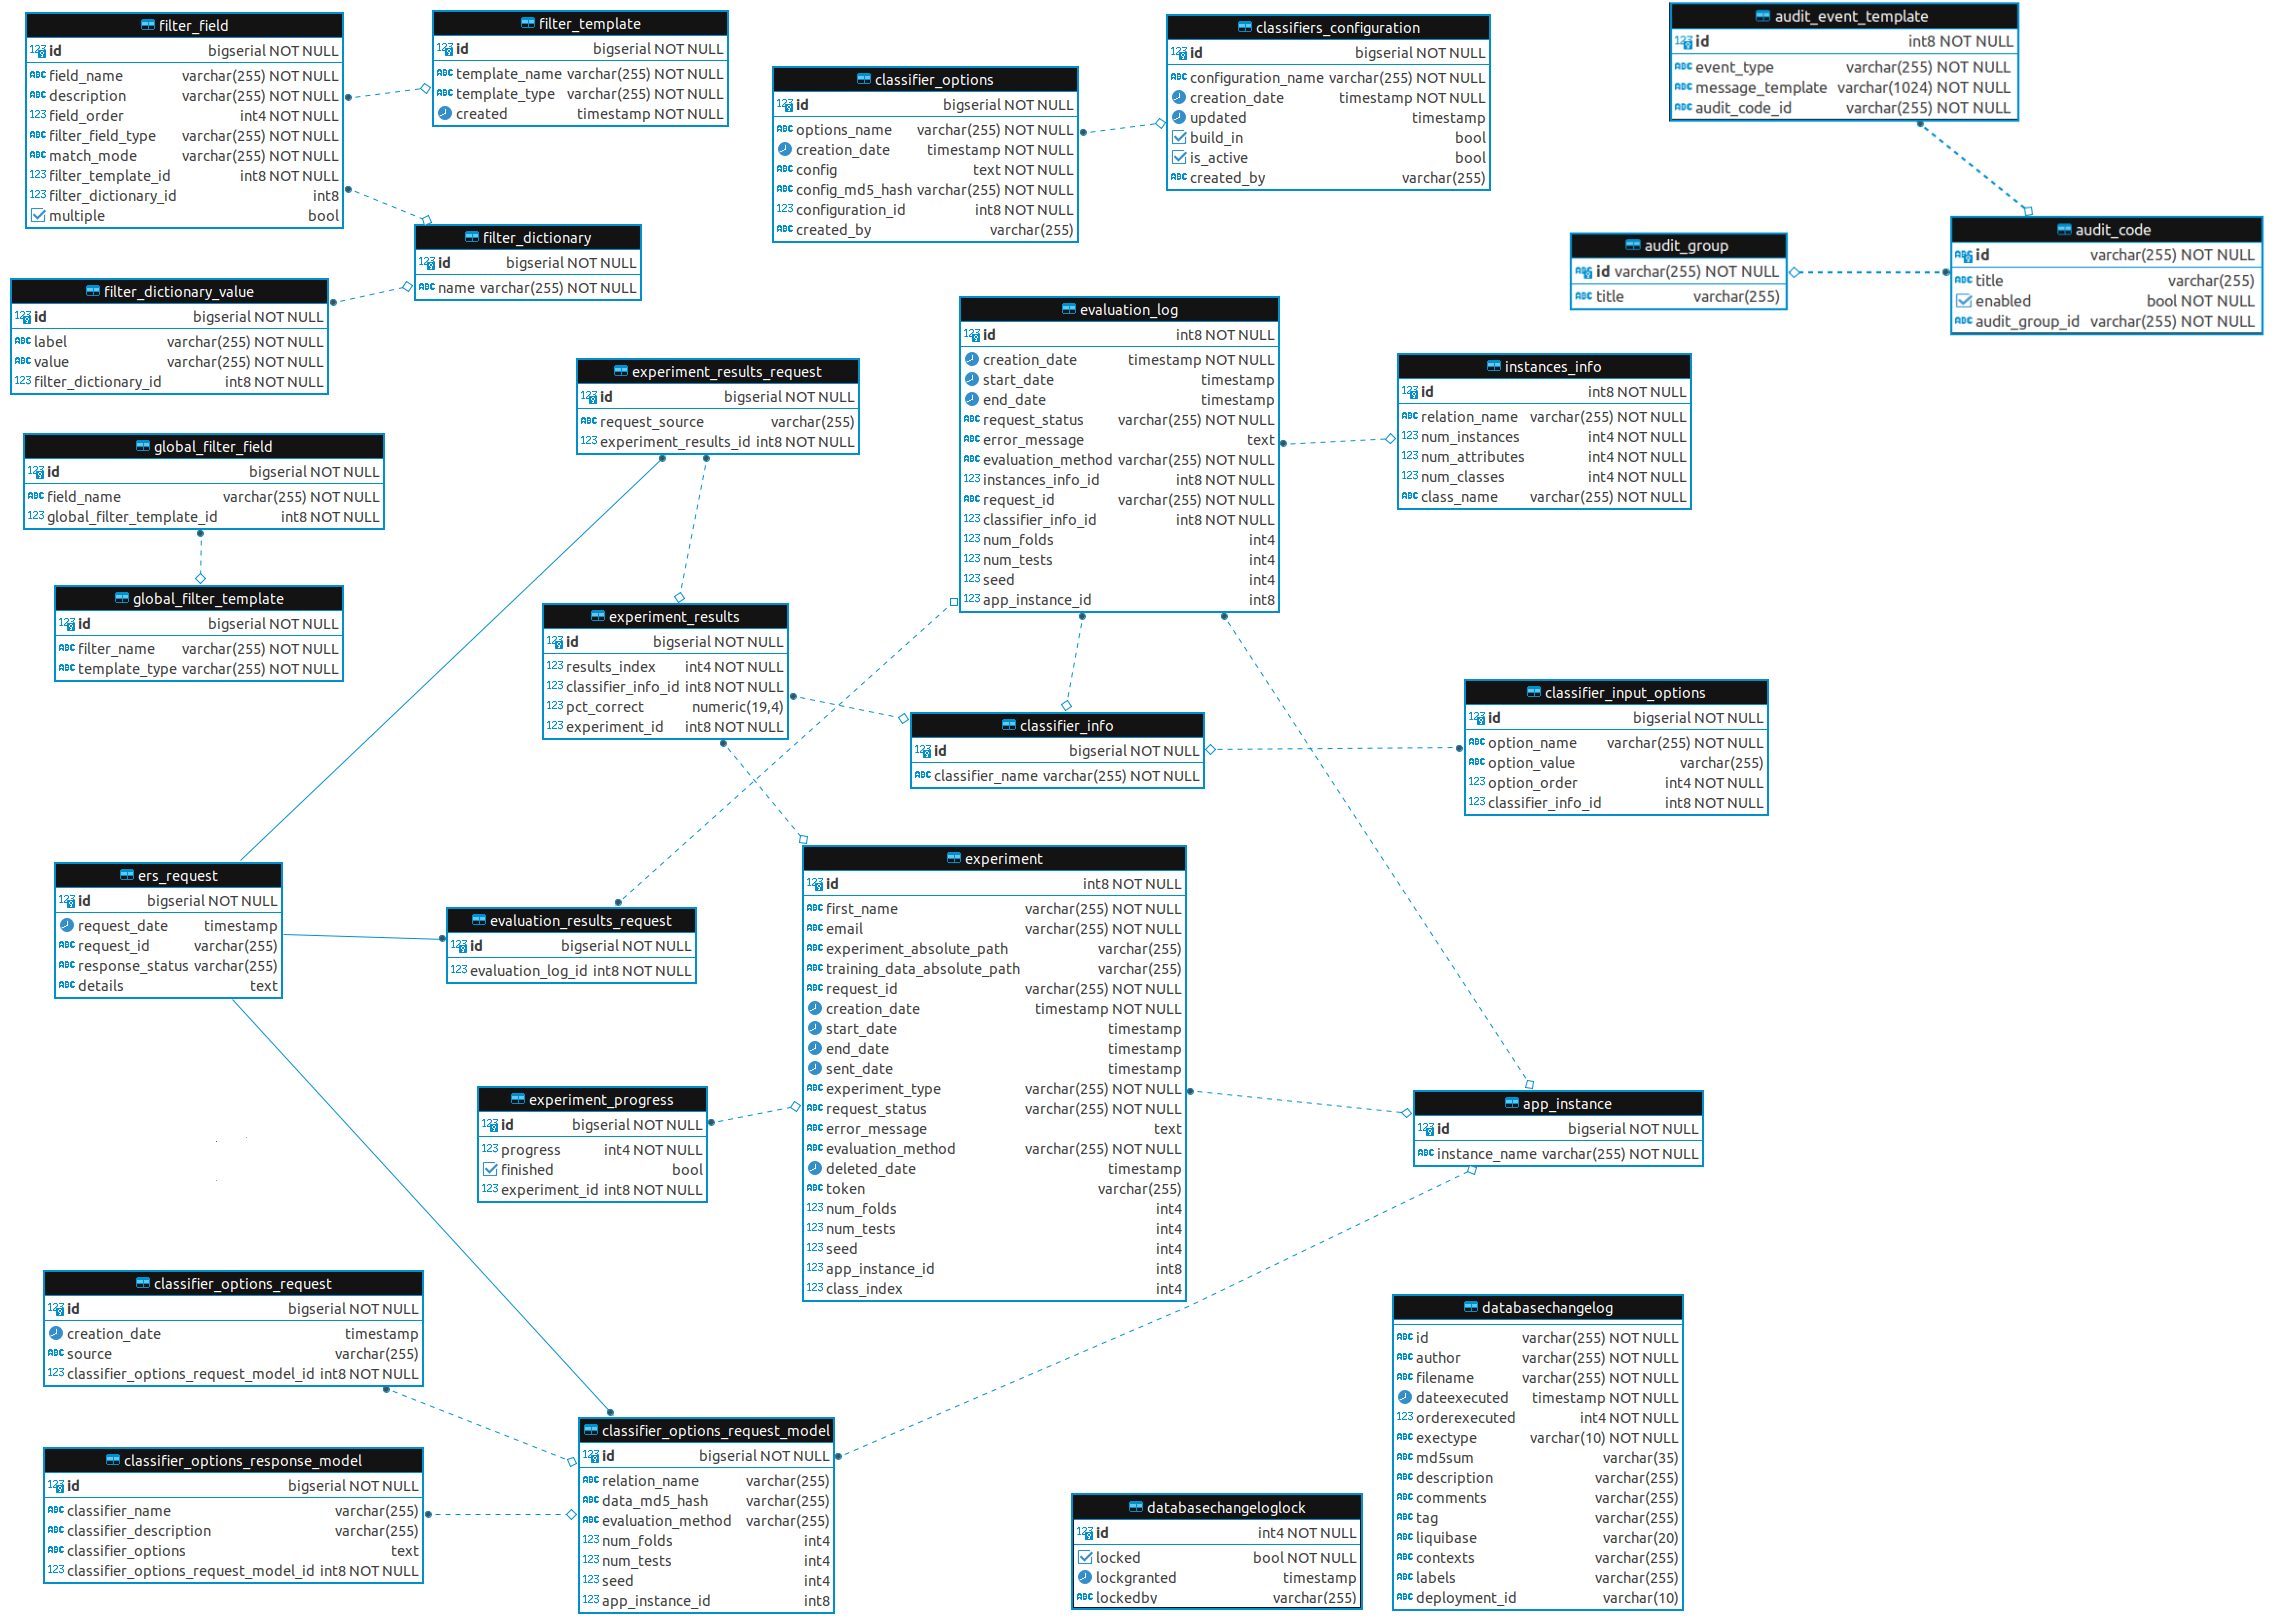 filter_field
id bigserial NOT NULL
field_name varchar(255) NOT NULL
description varchar(255) NOT NULL
field_order int4 NOT NULL
filter_field_type varchar(255) NOT NULL
match_mode varchar(255) NOT NULL
filter_template_id int8 NOT NULL
filter_dictionary_id int8
multiple bool
filter_template
id bigserial NOT NULL
template_name varchar(255) NOT NULL
template_type varchar(255) NOT NULL
created timestamp NOT NULL
classifier_options
id bigserial NOT NULL
options_name varchar(255) NOT NULL
creation_date timestamp NOT NULL
config text NOT NULL
config_md5_hash varchar(255) NOT NULL
configuration_id int8 NOT NULL
created_by varchar(255)
classifiers_configuration
id bigserial NOT NULL
configuration_name varchar(255) NOT NULL
creation_date timestamp NOT NULL
updated timestamp
build_in bool
is_active bool
created_by varchar(255)
audit_event_template
id int8 NOT NULL
event_type varchar(255) NOT NULL
message_template varchar(1024) NOT NULL
audit_code_id varchar(255) NOT NULL
audit_group
id varchar(255) NOT NULL
title varchar(255)
audit_code
id varchar(255) NOT NULL
title varchar(255)
enabled bool NOT NULL
audit_group_id varchar(255) NOT NULL
filter_dictionary
id bigserial NOT NULL
name varchar(255) NOT NULL
filter_dictionary_value
id bigserial NOT NULL
label varchar(255) NOT NULL
value varchar(255) NOT NULL
filter_dictionary_id int8 NOT NULL
evaluation_log
id int8 NOT NULL
creation_date timestamp NOT NULL
start_date timestamp
end_date timestamp
request_status varchar(255) NOT NULL
error_message text
evaluation_method varchar(255) NOT NULL
instances_info_id int8 NOT NULL
request_id varchar(255) NOT NULL
classifier_info_id int8 NOT NULL
num_folds int4
num_tests int4
seed int4
app_instance_id int8
instances_info
id int8 NOT NULL
relation_name varchar(255) NOT NULL
num_instances int4 NOT NULL
num_attributes int4 NOT NULL
num_classes int4 NOT NULL
class_name varchar(255) NOT NULL
experiment_results_request
id bigserial NOT NULL
request_source varchar(255)
experiment_results_id int8 NOT NULL
global_filter_field
id bigserial NOT NULL
field_name varchar(255) NOT NULL
global_filter_template_id int8 NOT NULL
global_filter_template
id bigserial NOT NULL
filter_name varchar(255) NOT NULL
template_type varchar(255) NOT NULL
experiment_results
id bigserial NOT NULL
results_index int4 NOT NULL
classifier_info_id int8 NOT NULL
pct_correct numeric(19,4)
experiment_id int8 NOT NULL
classifier_info
id bigserial NOT NULL
classifier_name varchar(255) NOT NULL
classifier_input_options
id bigserial NOT NULL
option_name varchar(255) NOT NULL
option_value varchar(255)
option_order int4 NOT NULL
classifier_info_id int8 NOT NULL
ers_request
id bigserial NOT NULL
request_date timestamp
request_id varchar(255)
response_status varchar(255)
details text
evaluation_results_request
id bigserial NOT NULL
evaluation_log_id int8 NOT NULL
experiment
id int8 NOT NULL
first_name varchar(255) NOT NULL
email varchar(255) NOT NULL
experiment_absolute_path varchar(255)
training_data_absolute_path varchar(255)
request_id varchar(255) NOT NULL
creation_date timestamp NOT NULL
start_date timestamp
end_date timestamp
sent_date timestamp
experiment_type varchar(255) NOT NULL
request_status varchar(255) NOT NULL
error_message text
evaluation_method varchar(255) NOT NULL
deleted_date timestamp
token varchar(255)
num_folds int4
num_tests int4
seed int4
app_instance_id int8
class_index int4
experiment_progress
id bigserial NOT NULL
progress int4 NOT NULL
finished bool
experiment_id int8 NOT NULL
app_instance
id bigserial NOT NULL
instance_name varchar(255) NOT NULL
classifier_options_request
id bigserial NOT NULL
creation_date timestamp
source varchar(255)
classifier_options_request_model_id int8 NOT NULL
classifier_options_response_model
id bigserial NOT NULL
classifier_name varchar(255)
classifier_description varchar(255)
classifier_options text
classifier_options_request_model_id int8 NOT NULL
classifier_options_request_model
id bigserial NOT NULL
relation_name varchar(255)
data_md5_hash varchar(255)
evaluation_method varchar(255)
num_folds int4
num_tests int4
seed int4
app_instance_id int8
databasechangeloglock
id int4 NOT NULL
locked bool NOT NULL
lockgranted timestamp
lockedby varchar(255)
databasechangelog
id varchar(255) NOT NULL
author varchar(255) NOT NULL
filename varchar(255) NOT NULL
dateexecuted timestamp NOT NULL
orderexecuted int4 NOT NULL
exectype varchar(10) NOT NULL
md5sum varchar(35)
description varchar(255)
comments varchar(255)
tag varchar(255)
liquibase varchar(20)
contexts varchar(255)
labels varchar(255)
deployment_id varchar(10)